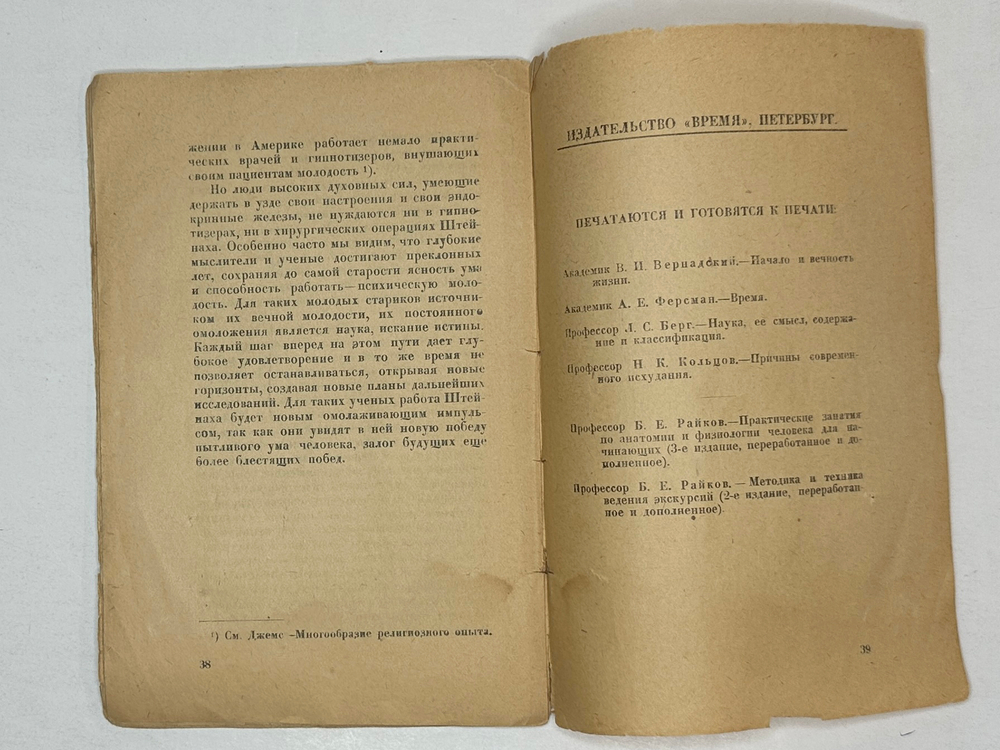 жении в Америке работает немало практи-
ческих врачей и гипнотизеров, внушающих
своим пациентам молодость ¹).
Но люди высоких духовных сил, умеющие
держать в узде свои настроения и свои эндо-
кринные железы, не нуждаются ни в гипно-
тизерах, ни в хирургических операциях Штей-
наха. Особенно часто мы видим, что глубокие
мыслители и ученые достигают преклонных
лет, сохраняя до самой старости ясность ума
и способность работать—психическую моло-
дость. Для таких молодых стариков источни-
ком их вечной молодости, их постоянного
омоложения является наука, искание истины.
Каждый шаг вперед на этом пути дает глу-
бокое удовлетворение и в то же время не
позволяет останавливаться, открывая новые
горизонты, создавая новые планы дальнейших
исследований. Для таких ученых работа Штей-
наха будет новым омолаживающим импуль-
сом, так как они увидят в ней новую победу
пытливого ума человека, залог будущих еще
более блестящих побед.
¹) См. Джемс –Многообразие религиозного опыта.
38
ИЗДАТЕЛЬСТВО «ВРЕМЯ», ПЕТЕРБУРГ.
ПЕЧАТАЮТСЯ И ГОТОВЯТСЯ К ПЕЧАТИ:
Академик В. И. Вернадский.—Начало и вечность
жизни.
Академик А. Е. Ферсман.—Время.
Профессор Л. С. Берг.—Наука, ее смысл, содержа-
ние и классификация.
Профессор Н. К. Кольцов.—Причины современ-
ного исхудания.
Профессор Б. Е. Райков.—Практические занятия
по анатомии и физиологии человека для на-
чинающих (3-е издание, переработанное и до-
полненное).
Профессор Б. Е. Райков.—Методика и техника
ведения экскурсий (2-е издание, переработан-
ное и дополненное).
39